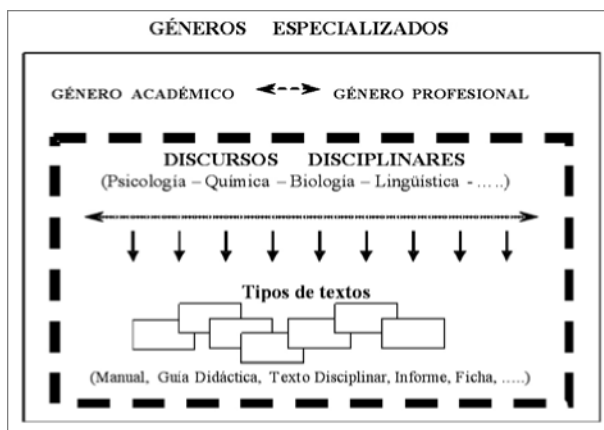 GÉNEROS ESPECIALIZADOS
GÉNERO ACADÉMICO GÉNERO PROFESIONAL
DISCURSOS DISCIPLINARES
(Psicología – Química – Biología – Lingüística - .....)
Tipos de textos
(Manual, Guía Didáctica, Texto Disciplinar, Informe, Ficha, .....)